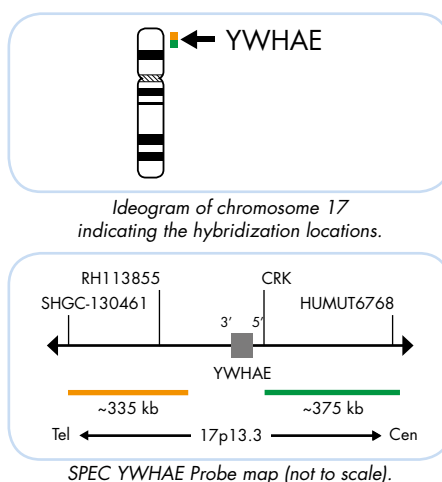 YWHAE
Ideogram of chromosome 17
indicating the hybridization locations.
RH113855
CRK
SHGC-130461
HUMUT6768
3’ 5’
YWHAE
~335 kb
~375 kb
Tel 17p13.3 Cen
SPEC YWHAE Probe map (not to scale).